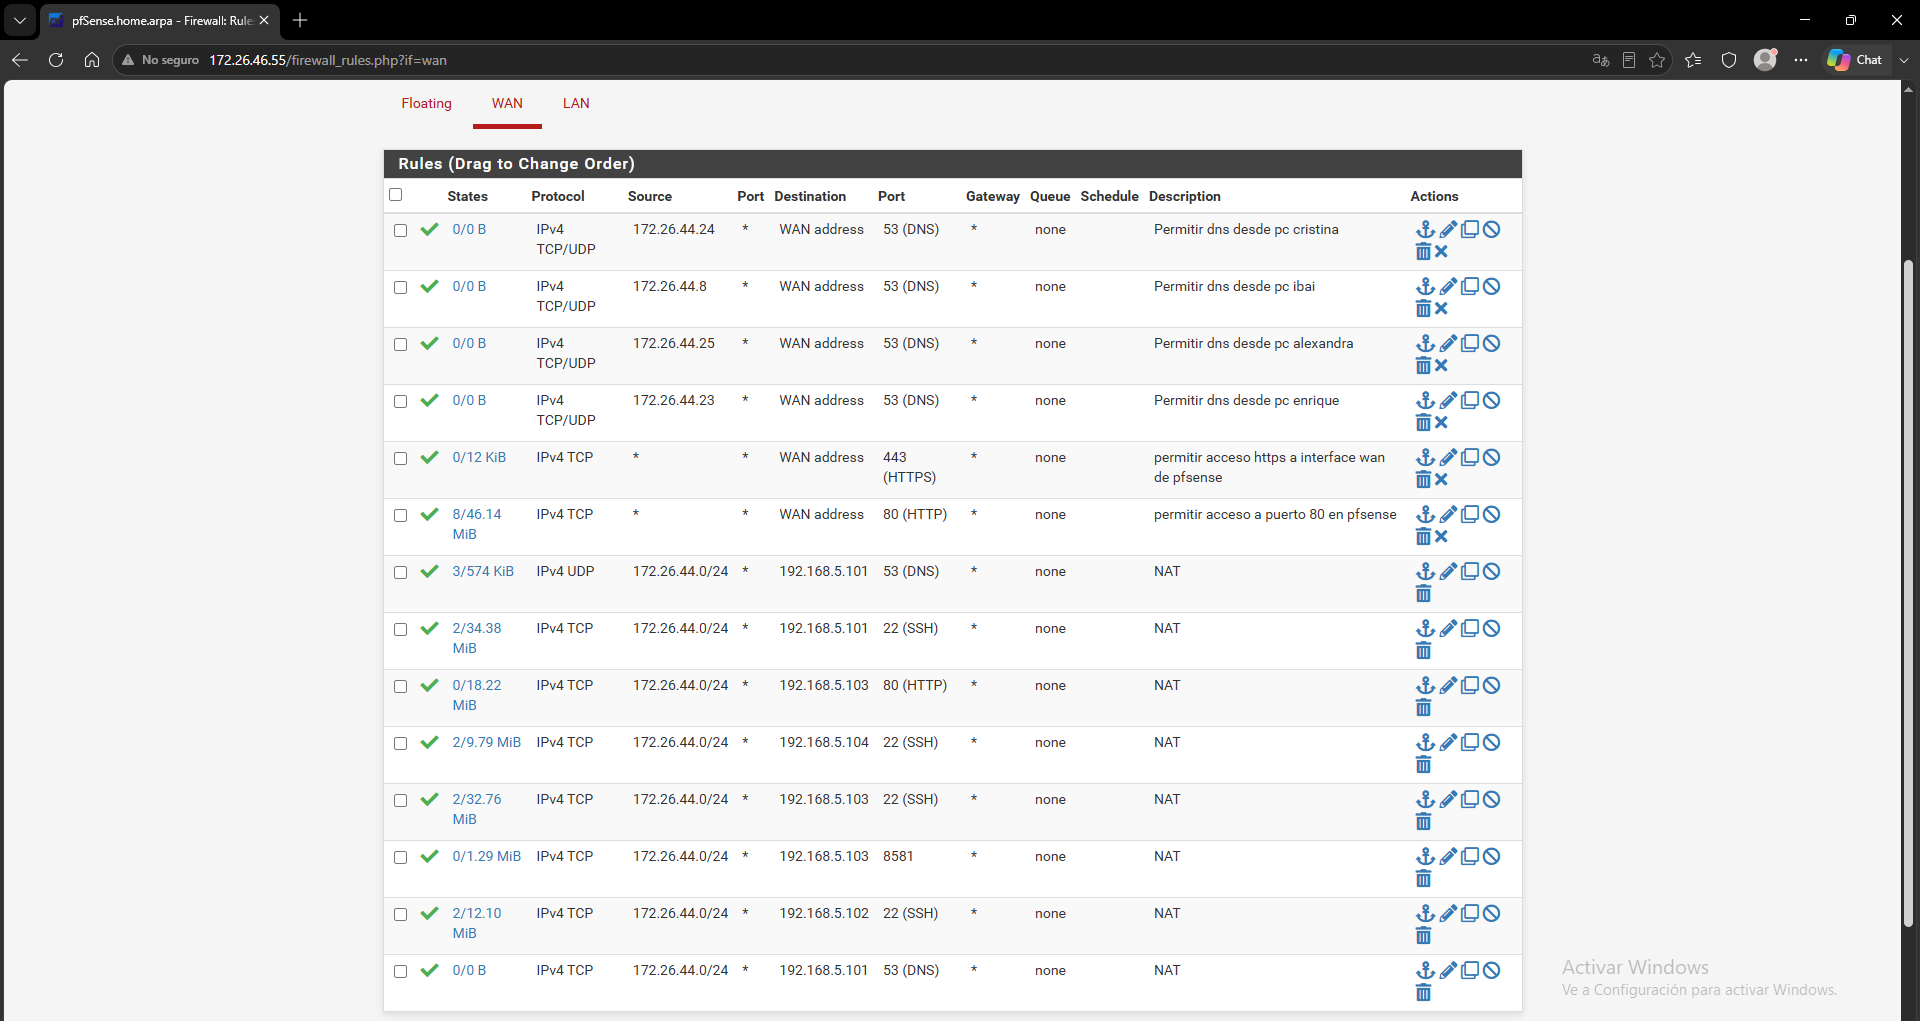 pfSense.home.arpa - Firewall: Rule
No seguro 172.26.46.55/firewall_rules.php?if=wan
Chat
Floating WAN LAN
Rules (Drag to Change Order)
States Protocol Source Port Destination Port Gateway Queue Schedule Description Actions
0/0 B IPv4 TCP/UDP 172.26.44.24 * WAN address 53 (DNS) * none Permitir dns desde pc cristina
0/0 B IPv4 TCP/UDP 172.26.44.8 * WAN address 53 (DNS) * none Permitir dns desde pc ibai
0/0 B IPv4 TCP/UDP 172.26.44.25 * WAN address 53 (DNS) * none Permitir dns desde pc alexandra
0/0 B IPv4 TCP/UDP 172.26.44.23 * WAN address 53 (DNS) * none Permitir dns desde pc enrique
0/12 KiB IPv4 TCP * * WAN address 443 (HTTPS) * none permitir acceso https a interface wan de pfsense
8/46.14 MiB IPv4 TCP * * WAN address 80 (HTTP) * none permitir acceso a puerto 80 en pfsense
3/574 KiB IPv4 UDP 172.26.44.0/24 * 192.168.5.101 53 (DNS) * none NAT
2/34.38 MiB IPv4 TCP 172.26.44.0/24 * 192.168.5.101 22 (SSH) * none NAT
0/18.22 MiB IPv4 TCP 172.26.44.0/24 * 192.168.5.103 80 (HTTP) * none NAT
2/9.79 MiB IPv4 TCP 172.26.44.0/24 * 192.168.5.104 22 (SSH) * none NAT
2/32.76 MiB IPv4 TCP 172.26.44.0/24 * 192.168.5.103 22 (SSH) * none NAT
0/1.29 MiB IPv4 TCP 172.26.44.0/24 * 192.168.5.103 8581 * none NAT
2/12.10 MiB IPv4 TCP 172.26.44.0/24 * 192.168.5.102 22 (SSH) * none NAT
0/0 B IPv4 TCP 172.26.44.0/24 * 192.168.5.101 53 (DNS) * none NAT
Activar Windows
Ve a Configuración para activar Windows.